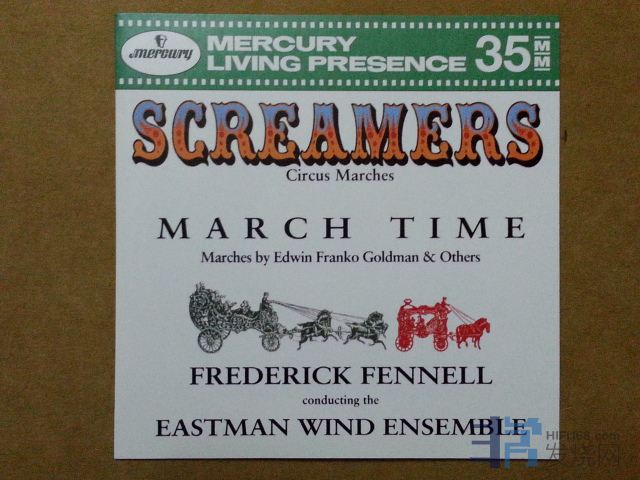 mercury
MERCURY
LIVING PRESENCE
35 MM
SCREAMERS
Circus Marches
MARCH TIME
Marches by Edwin Franko Goldman & Others
FREDERICK FENNELL
conducting the
EASTMAN WIND ENSEMBLE
HIFI168.com
发烧网